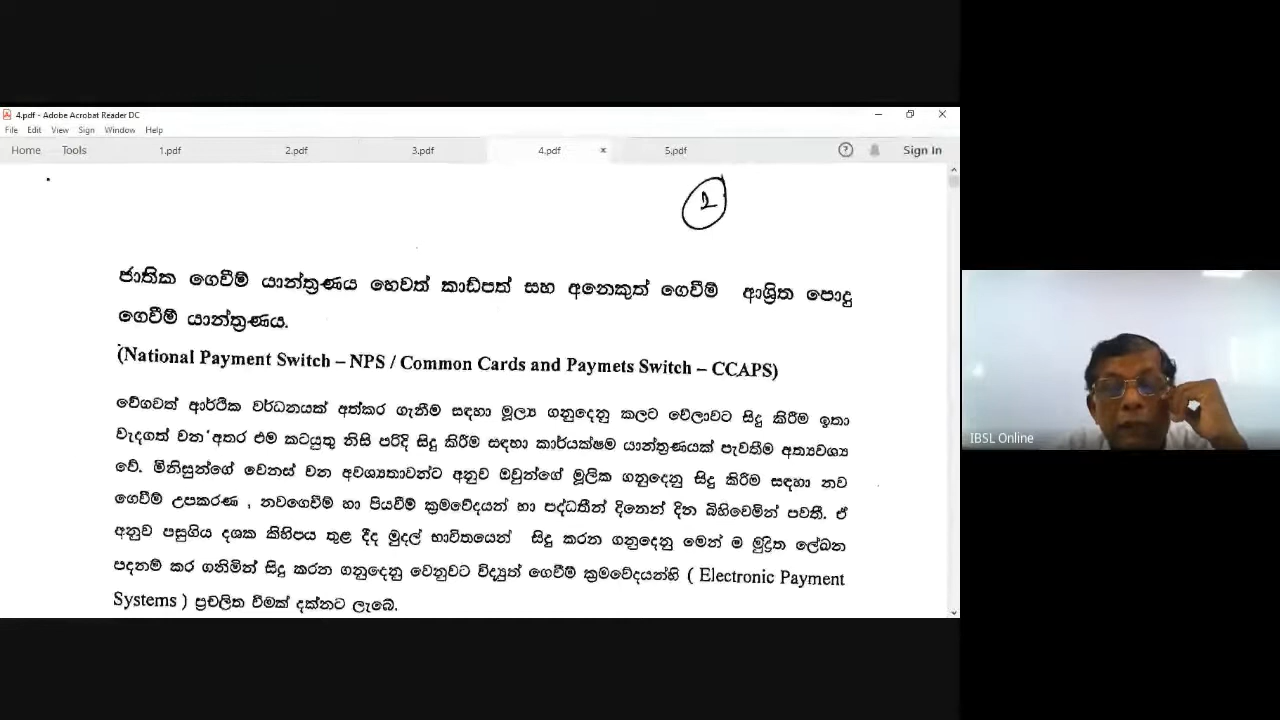 4.pdf - Adobe Acrobat Reader DC
File Edit View Sign Window Help
Home Tools 1.pdf 2.pdf 3.pdf 4.pdf × 5.pdf ? Sign In
2
ජාතික ගෙවීම් යාන්ත්‍රණය හෙවත් කාඩ්පත් සහ අනෙකුත් ගෙවීම් ආශ්‍රිත පොදු
ගෙවීම් යාන්ත්‍රණය.
(National Payment Switch – NPS / Common Cards and Paymets Switch – CCAPS)
වේගවත් ආර්ථික වර්ධනයක් අත්කර ගැනීම සඳහා මූල්‍ය ගනුදෙනු කලට වේලාවට සිදු කිරීම ඉතා
වැදගත් වන අතර එම කටයුතු නිසි පරිදි සිදු කිරීම සඳහා කාර්යක්ෂම යාන්ත්‍රණයක් පැවතීම අත්‍යවශ්‍ය
වේ. මිනිසුන්ගේ වෙනස් වන අවශ්‍යතාවන්ට අනුව ඔවුන්ගේ මූලික ගනුදෙනු සිදු කිරීම සඳහා නව
ගෙවීම් උපකරණ , නවගෙවීම් හා පියවීම් ක්‍රමවේදයන් හා පද්ධතීන් දිනෙන් දින බිහිවෙමින් පවතී. ඒ
අනුව පසුගිය දශක කිහිපය තුළ දීද මුදල් භාවිතයෙන් සිදු කරන ගනුදෙනු මෙන් ම මුද්‍රිත ලේඛන
පදනම් කර ගනිමින් සිදු කරන ගනුදෙනු වෙනුවට විද්‍යුත් ගෙවීම් ක්‍රමවේදයන්හි ( Electronic Payment
Systems ) ප්‍රචලිත වීමක් දක්නට ලැබේ.
IBSL Online